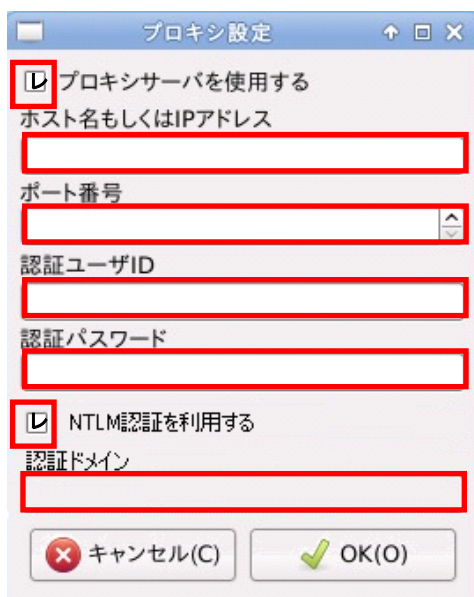 プロキシ設定
プロキシサーバを使用する
ホスト名もしくはIPアドレス
ポート番号
認証ユーザID
認証パスワード
NTLM認証を利用する
認証ドメイン
キャンセル(C)
OK(O)